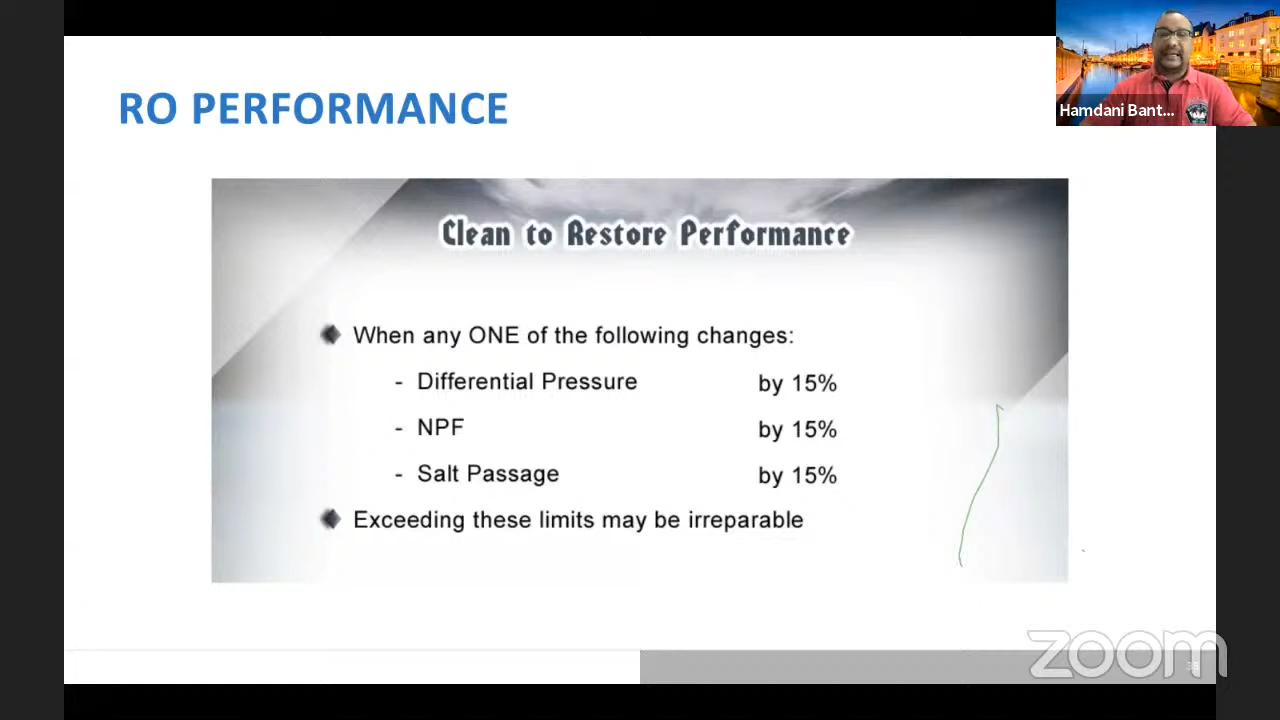 RO PERFORMANCE
Hamdani Bant...
Clean to Restore Performance
When any ONE of the following changes:
- Differential Pressure by 15%
- NPF by 15%
- Salt Passage by 15%
Exceeding these limits may be irreparable
zoom